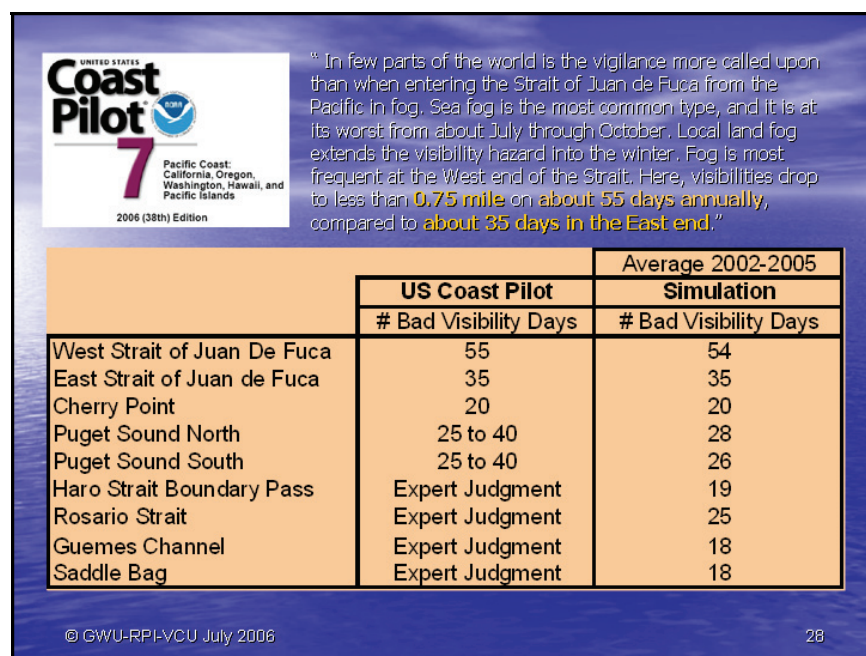 UNITED STATES
Coast
Pilot
NOAA
7
Pacific Coast:
California, Oregon,
Washington, Hawaii, and
Pacific Islands
2006 (38th) Edition
“ In few parts of the world is the vigilance more called upon
than when entering the Strait of Juan de Fuca from the
Pacific in fog. Sea fog is the most common type, and it is at
its worst from about July through October. Local land fog
extends the visibility hazard into the winter. Fog is most
frequent at the West end of the Strait. Here, visibilities drop
to less than 0.75 mile on about 55 days annually,
compared to about 35 days in the East end.”
Average 2002-2005
US Coast Pilot Simulation
# Bad Visibility Days # Bad Visibility Days
West Strait of Juan De Fuca 55 54
East Strait of Juan de Fuca 35 35
Cherry Point 20 20
Puget Sound North 25 to 40 28
Puget Sound South 25 to 40 26
Haro Strait Boundary Pass Expert Judgment 19
Rosario Strait Expert Judgment 25
Guemes Channel Expert Judgment 18
Saddle Bag Expert Judgment 18
© GWU-RPI-VCU July 2006 28